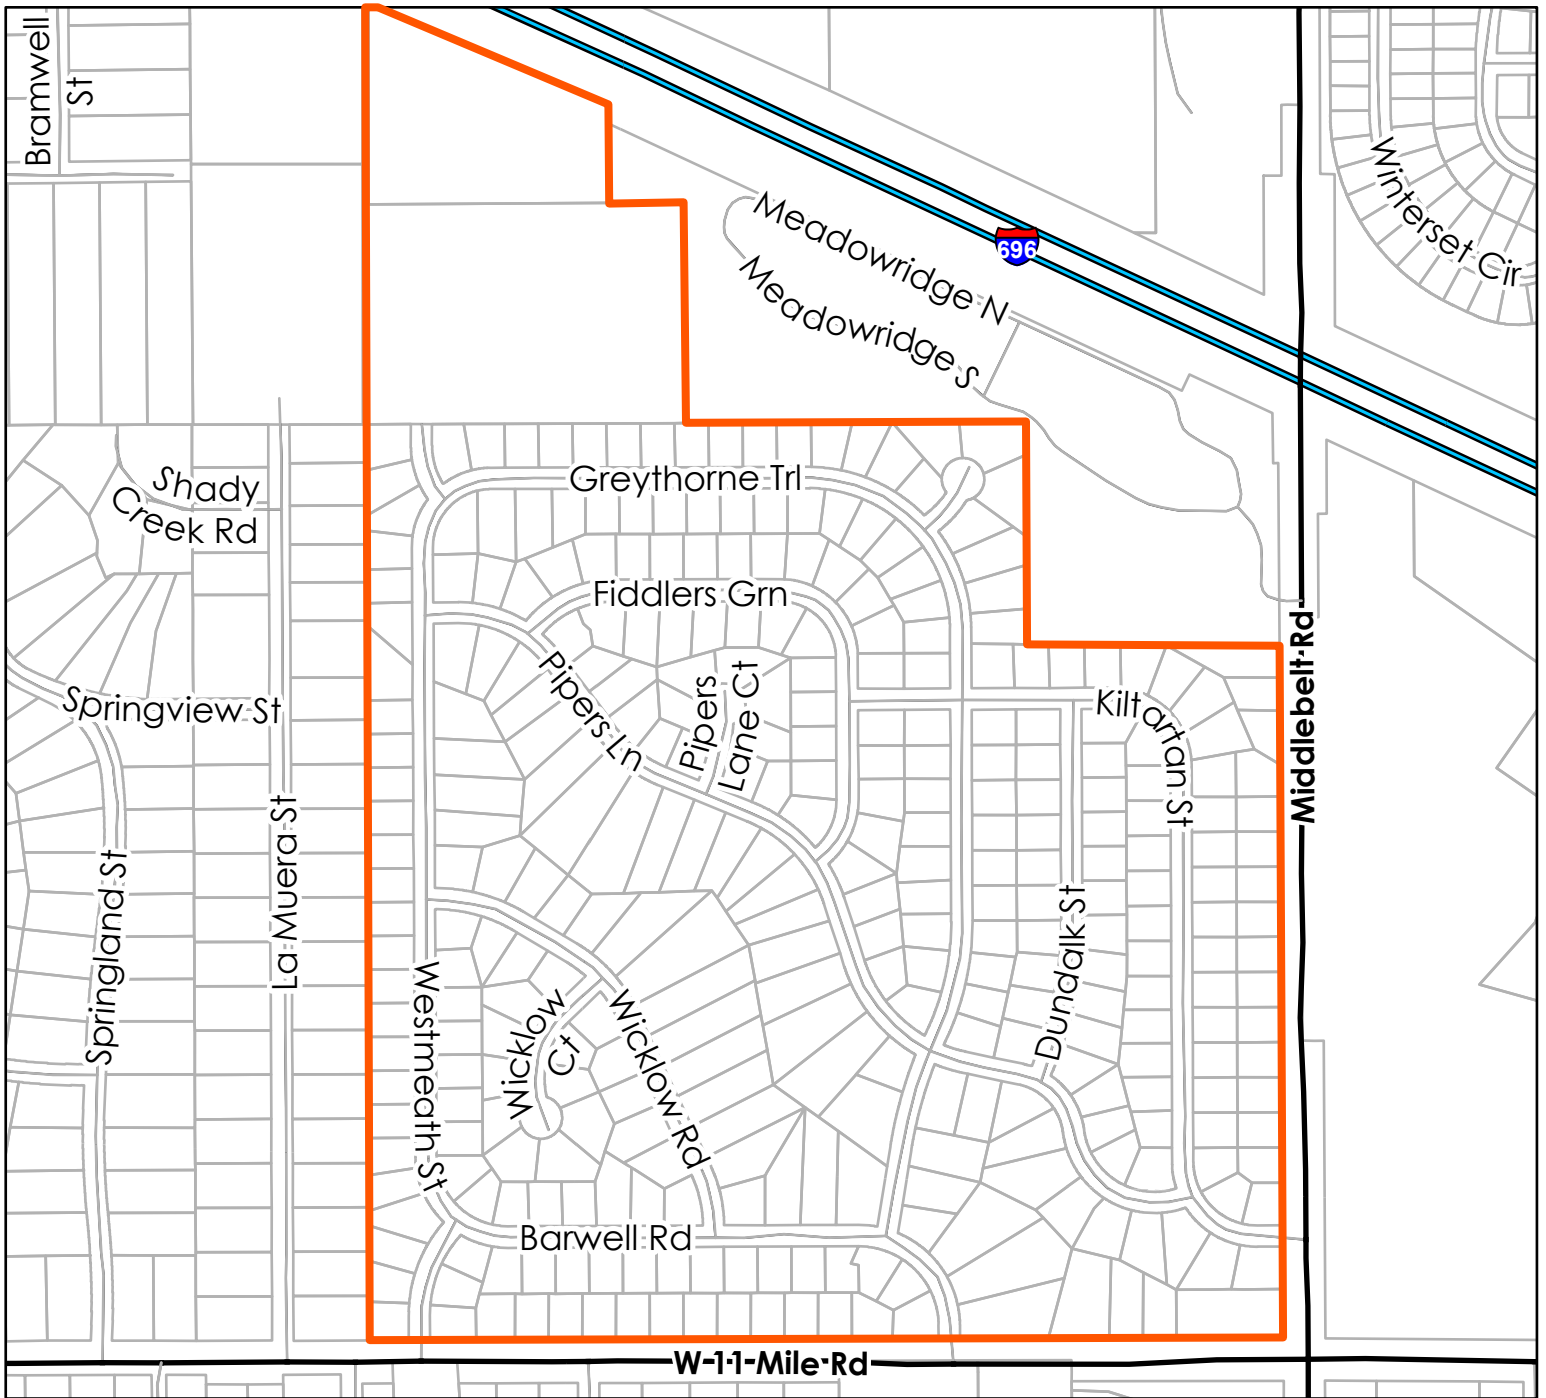 Bramwell
St
Meadowridge N
696
Winterset Cir
Meadowridge S
Shady
Creek Rd
Greythorne Trl
Fiddlers Grn
Middlebelt Rd
Springview St
Pipers Ln
Pipers
Lane Ct
Kiltartan St
La Muera St
Springland St
Dundalk St
Westmeath St
Wicklow
Ct
Wicklow Rd
Barwell Rd
W 11 Mile Rd